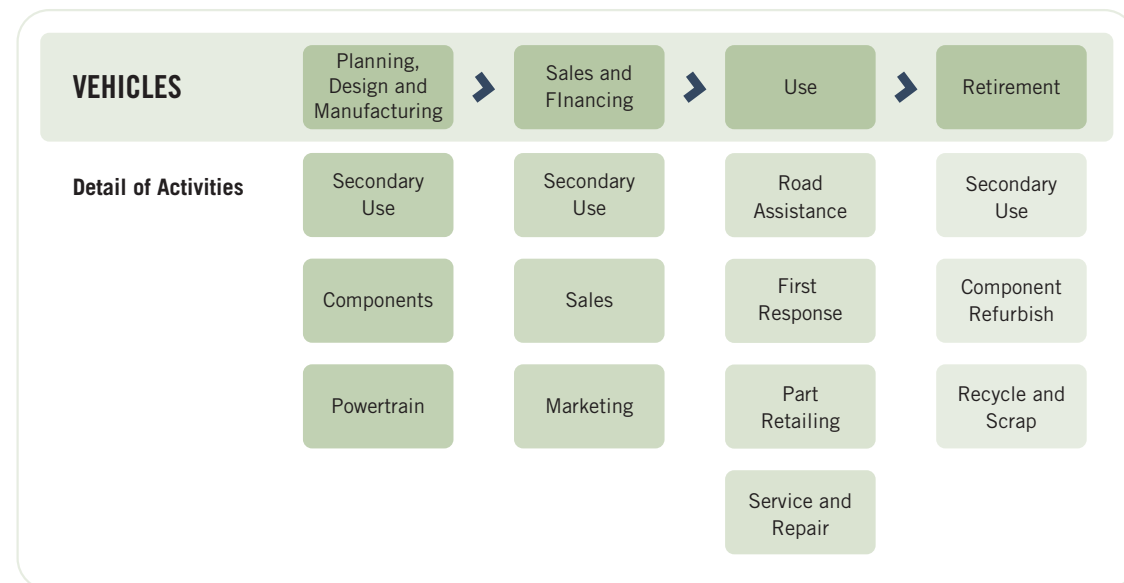 VEHICLES
Planning,
Design and
Manufacturing
Sales and
FInancing
Use
Retirement
Detail of Activities
Secondary
Use
Secondary
Use
Road
Assistance
Secondary
Use
Components
Sales
First
Response
Component
Refurbish
Powertrain
Marketing
Part
Retailing
Recycle and
Scrap
Service and
Repair